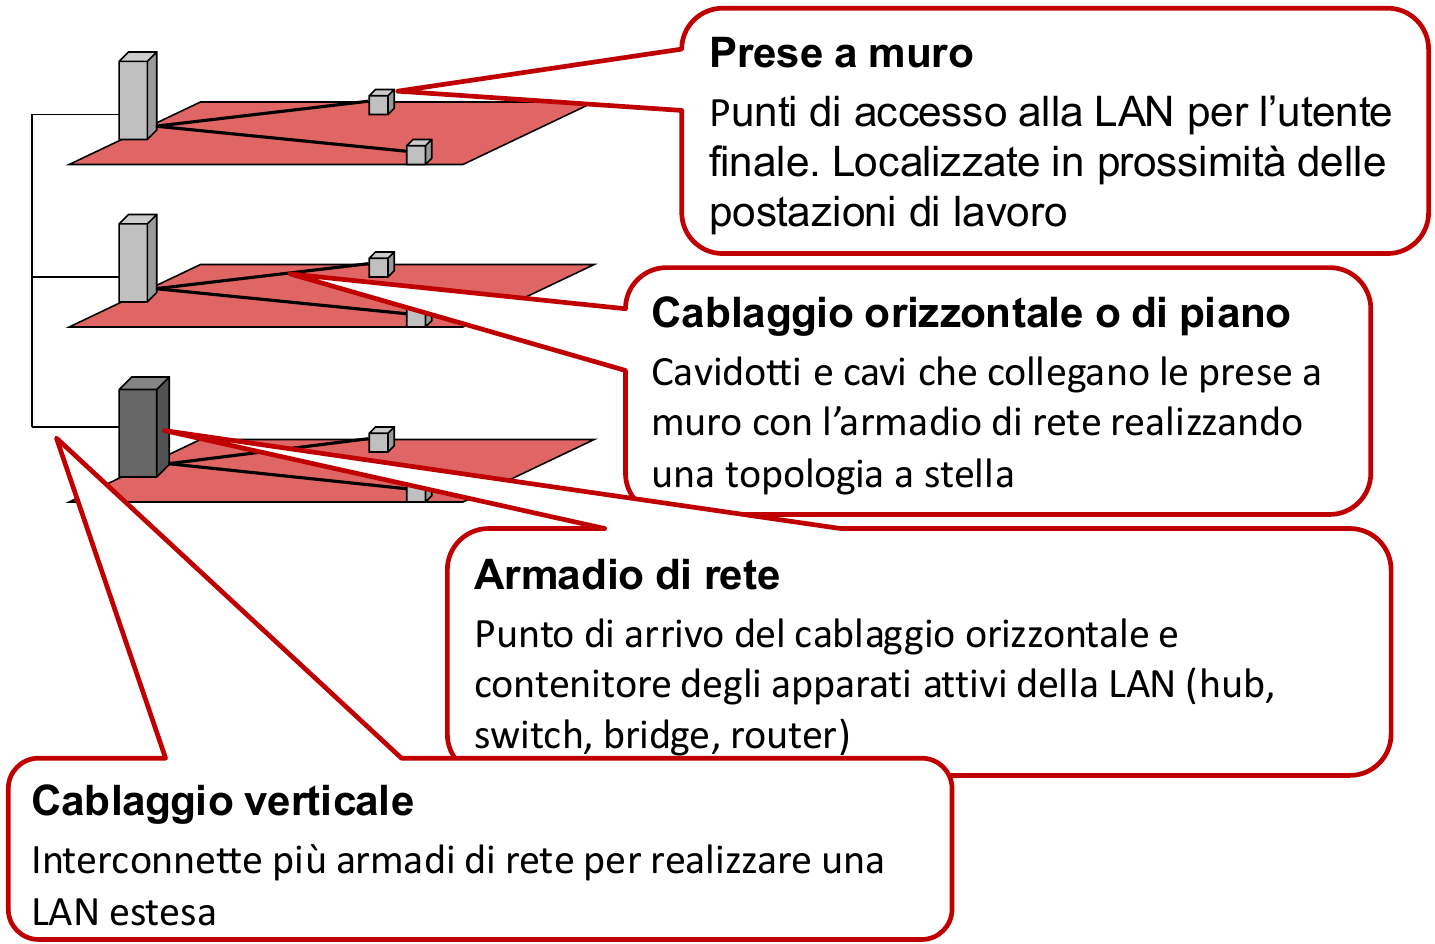 Prese a muro
Punti di accesso alla LAN per l’utente
finale. Localizzate in prossimità delle
postazioni di lavoro
Cablaggio orizzontale o di piano
Cavidotti e cavi che collegano le prese a
muro con l’armadio di rete realizzando
una topologia a stella
Armadio di rete
Punto di arrivo del cablaggio orizzontale e
contenitore degli apparati attivi della LAN (hub,
switch, bridge, router)
Cablaggio verticale
Interconnette più armadi di rete per realizzare una
LAN estesa